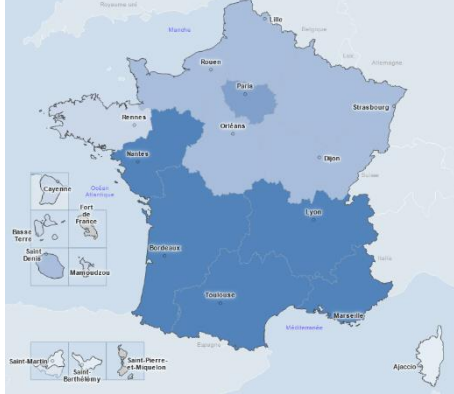 Royaume-uni
Lille
Belgique
Manche
Rouen
Lux
Allemagne
Paris
Strasbourg
Rennes
Orléans
Nantes
Dijon
Suisse
Cayenne
Océan
Atlantique
Fort
de
France
Basse
Terre
Lyon
Saint
Denis
Mamoudzou
Bordeaux
Italie
Toulouse
Marseille
Méditerranée
Espagne
Saint-Martin
Saint-
Barthélémy
Saint-Pierre-
et-Miquelon
Ajaccio